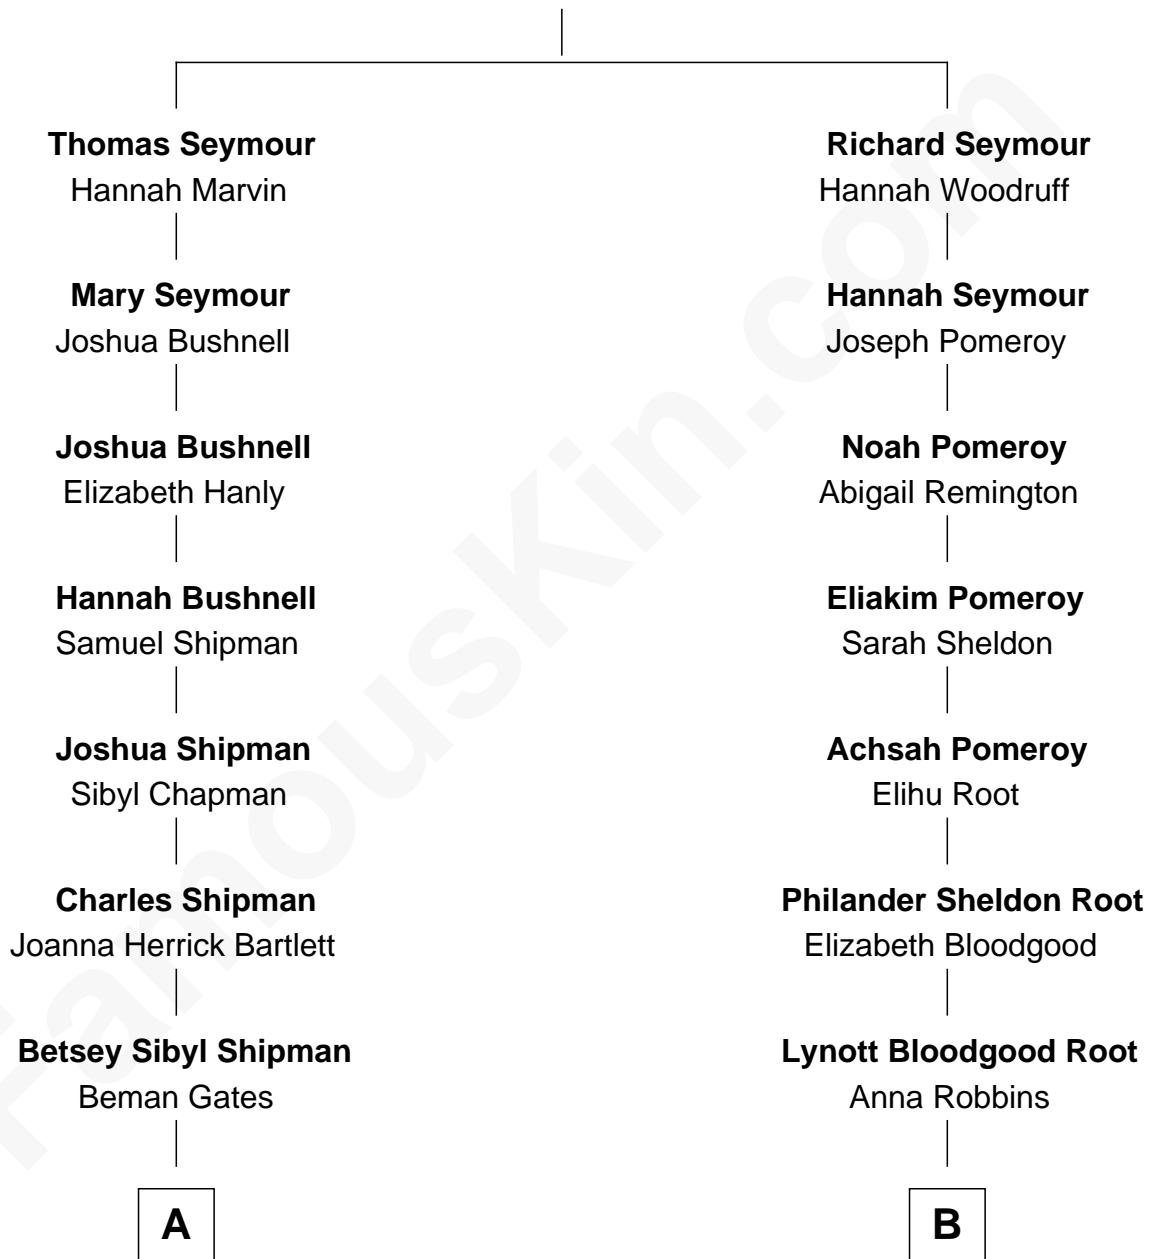 Thomas Seymour
Hannah Marvin
Mary Seymour
Joshua Bushnell
Joshua Bushnell
Elizabeth Hanly
Hannah Bushnell
Samuel Shipman
Joshua Shipman
Sibyl Chapman
Charles Shipman
Joanna Herrick Bartlett
Betsey Sibyl Shipman
Beman Gates
A
Richard Seymour
Hannah Woodruff
Hannah Seymour
Joseph Pomeroy
Noah Pomeroy
Abigail Remington
Eliakim Pomeroy
Sarah Sheldon
Achsah Pomeroy
Elihu Root
Philander Sheldon Root
Elizabeth Bloodgood
Lynott Bloodgood Root
Anna Robbins
B
FamousKin.com